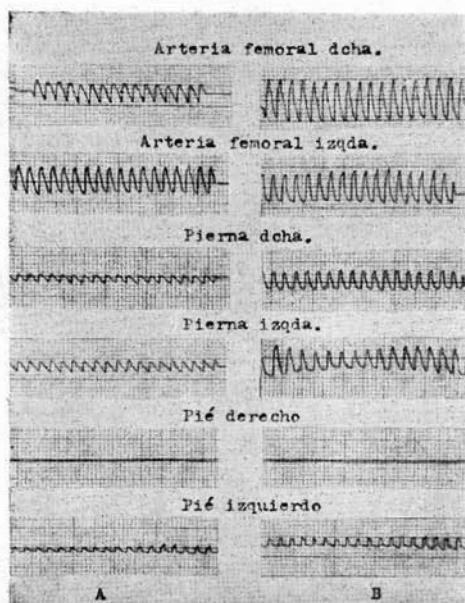 Arteria femoral dcha.
Arteria femoral izqda.
Pierna dcha.
Pierna izqda.
Pié derecho
Pié izquierdo
A B